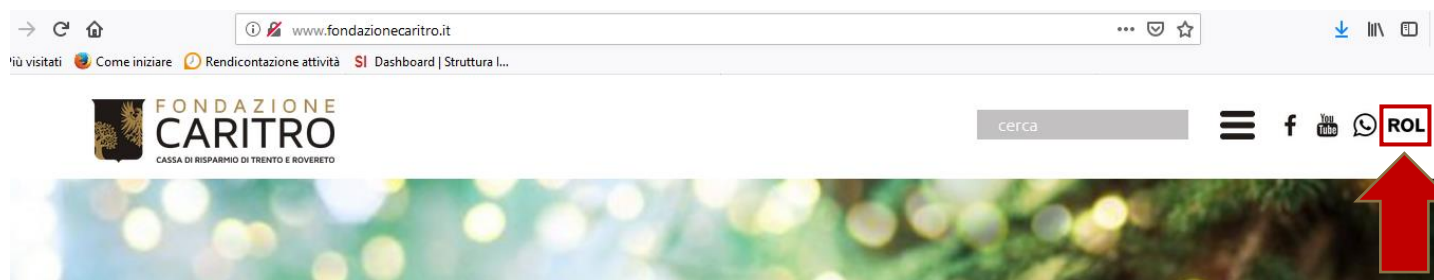 www.fondazionecaritro.it
iù visitati Come iniziare Rendicontazione attività SI Dashboard | Struttura I...
FONDAZIONE
CARITRO
CASSA DI RISPARMIO DI TRENTO E ROVERETO
cerca
f You Tube ROL